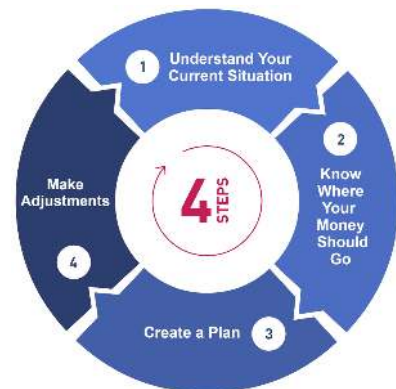 1
Understand Your
Current Situation
2
Know
Where
Your
Money
Should
Go
3
Create a Plan
4
Make
Adjustments
4
STEPS